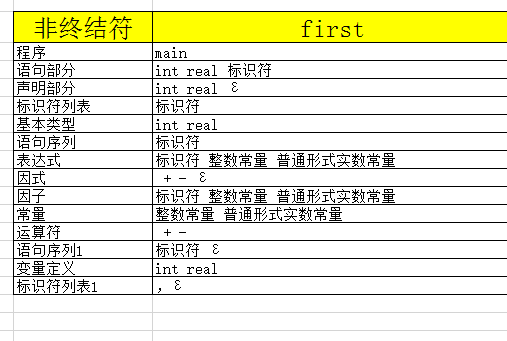 非终结符 first
程序 main
语句部分 int real 标识符
声明部分 int real ε
标识符列表 标识符
基本类型 int real
语句序列 标识符
表达式 标识符 整数常量 普通形式实数常量
因式 + - ε
因子 标识符 整数常量 普通形式实数常量
常量 整数常量 普通形式实数常量
运算符 + -
语句序列1 标识符 ε
变量定义 int real
标识符列表1 , ε